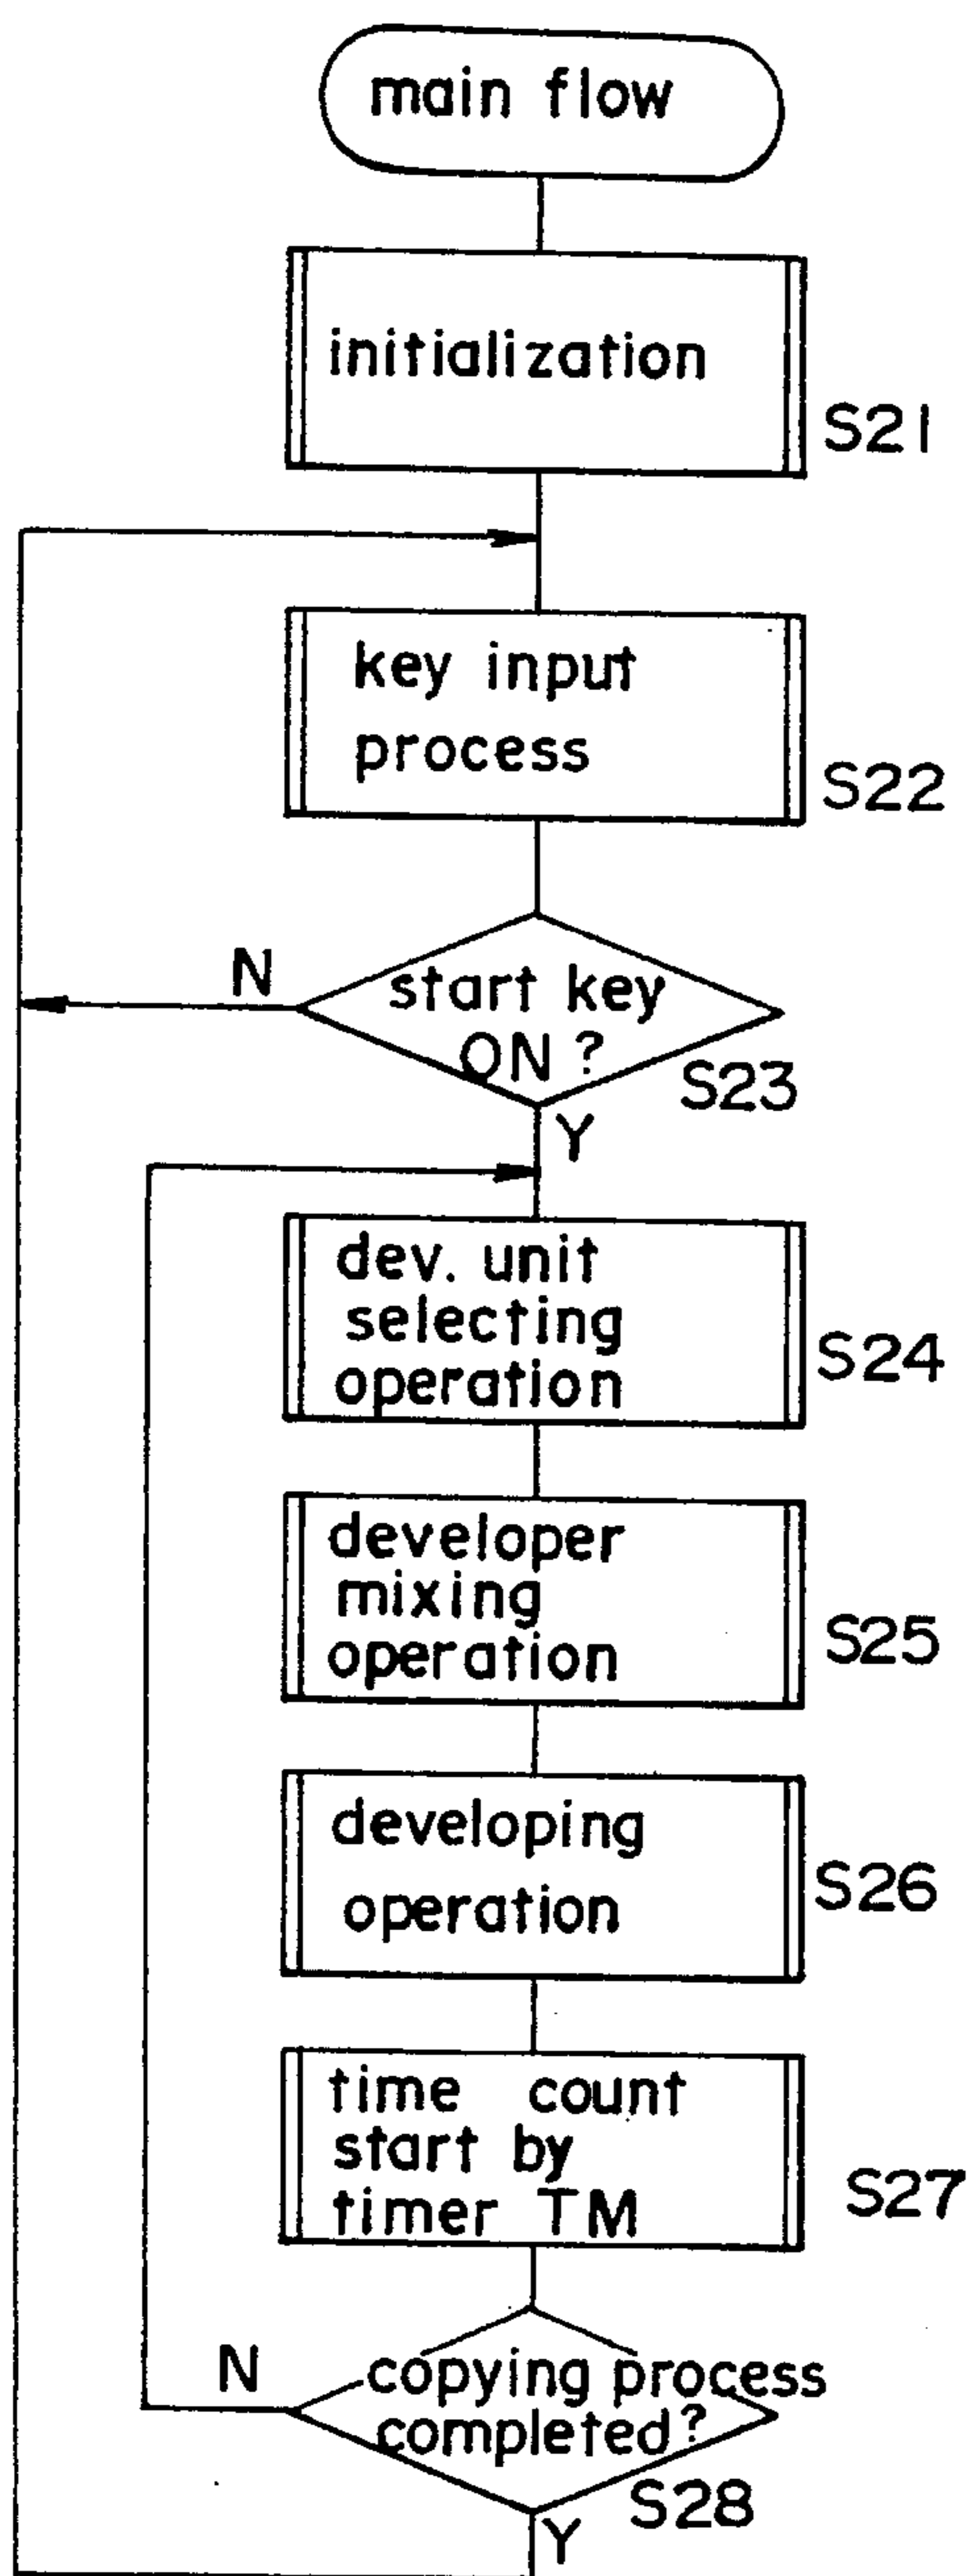 main flow
initialization
S21
key input
process
S22
N
start key
ON?
S23
Y
dev. unit
selecting
operation
S24
developer
mixing
operation
S25
developing
operation
S26
time count
start by
timer TM
S27
N
copying process
completed?
S28
Y